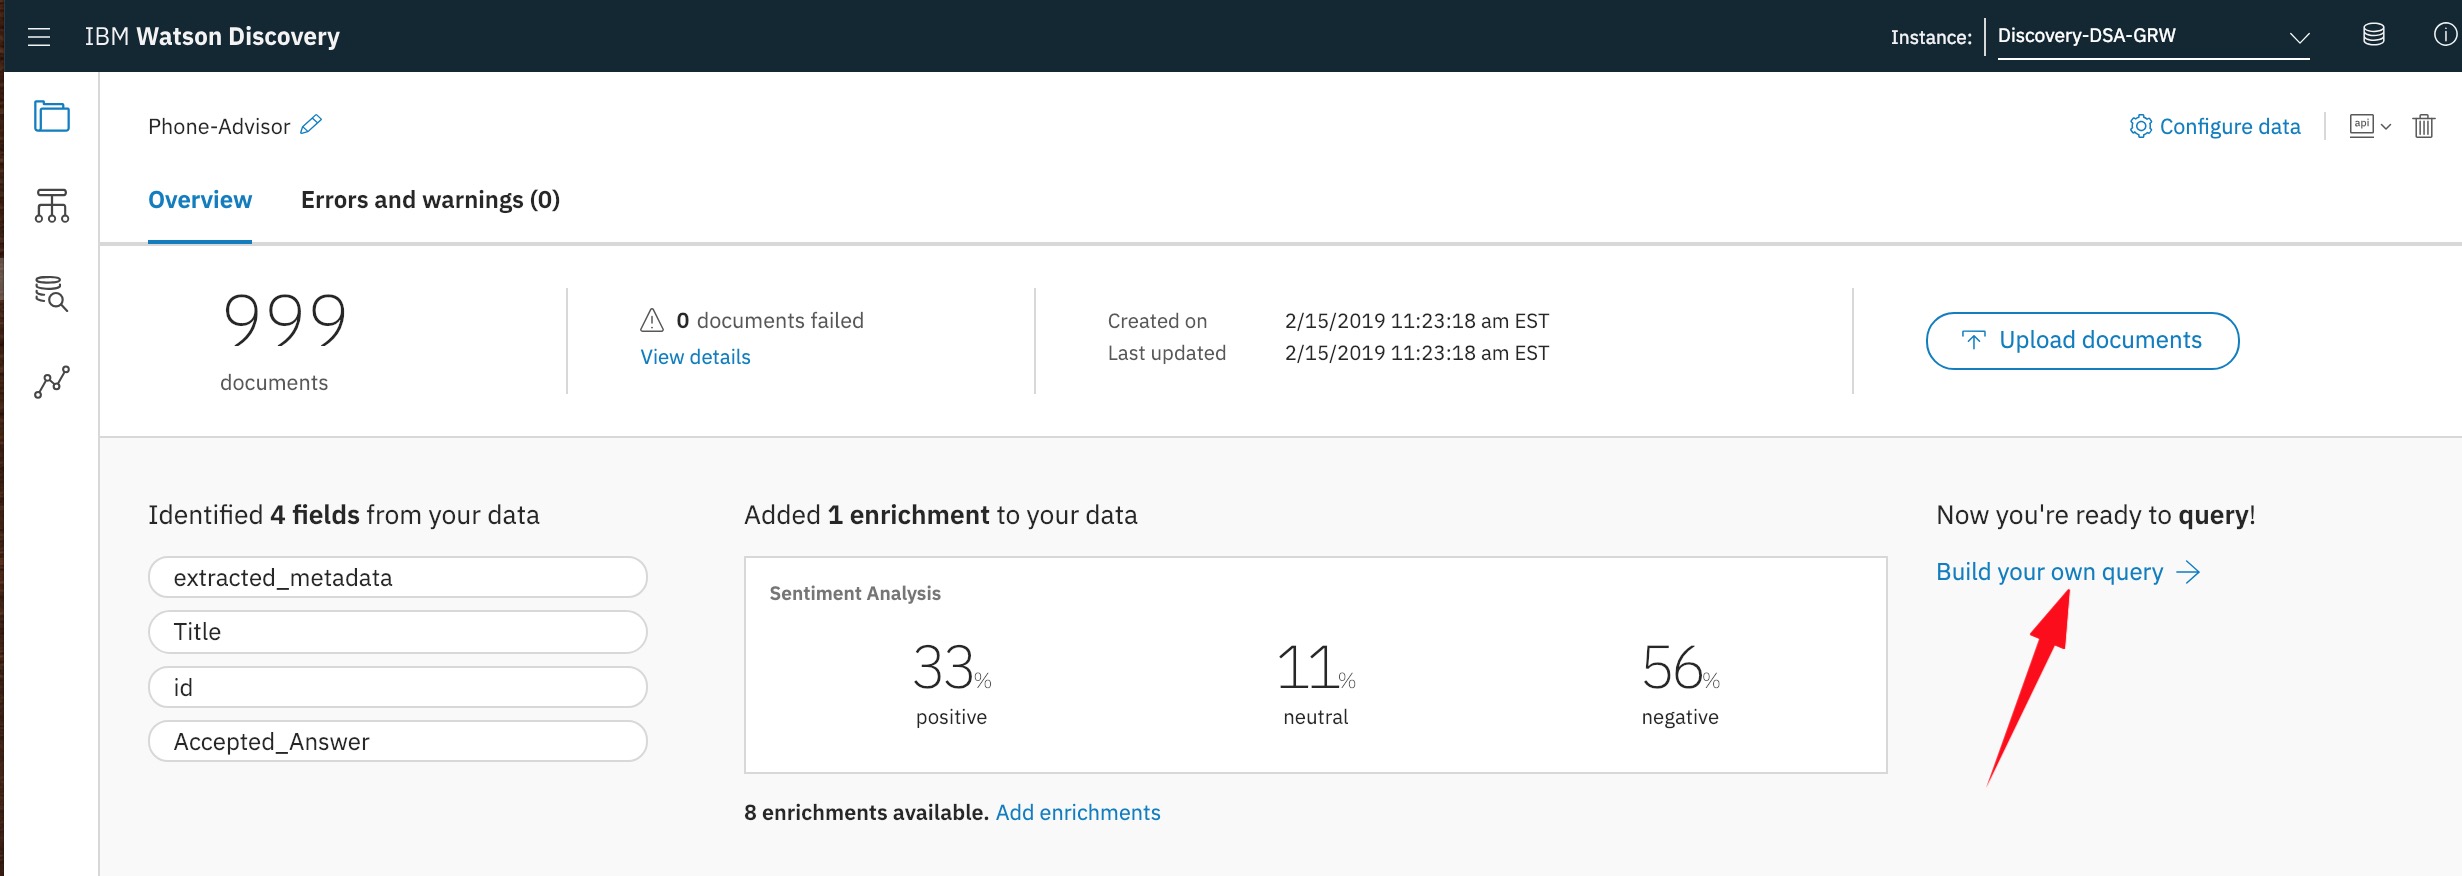 IBM Watson Discovery
Instance: Discovery-DSA-GRW
Phone-Advisor
Configure data
api
Overview
Errors and warnings (0)
999
documents
0 documents failed
View details
Created on 2/15/2019 11:23:18 am EST
Last updated 2/15/2019 11:23:18 am EST
Upload documents
Identified 4 fields from your data
extracted_metadata
Title
id
Accepted_Answer
Added 1 enrichment to your data
Sentiment Analysis
33% 11% 56%
positive neutral negative
8 enrichments available. Add enrichments
Now you're ready to query!
Build your own query